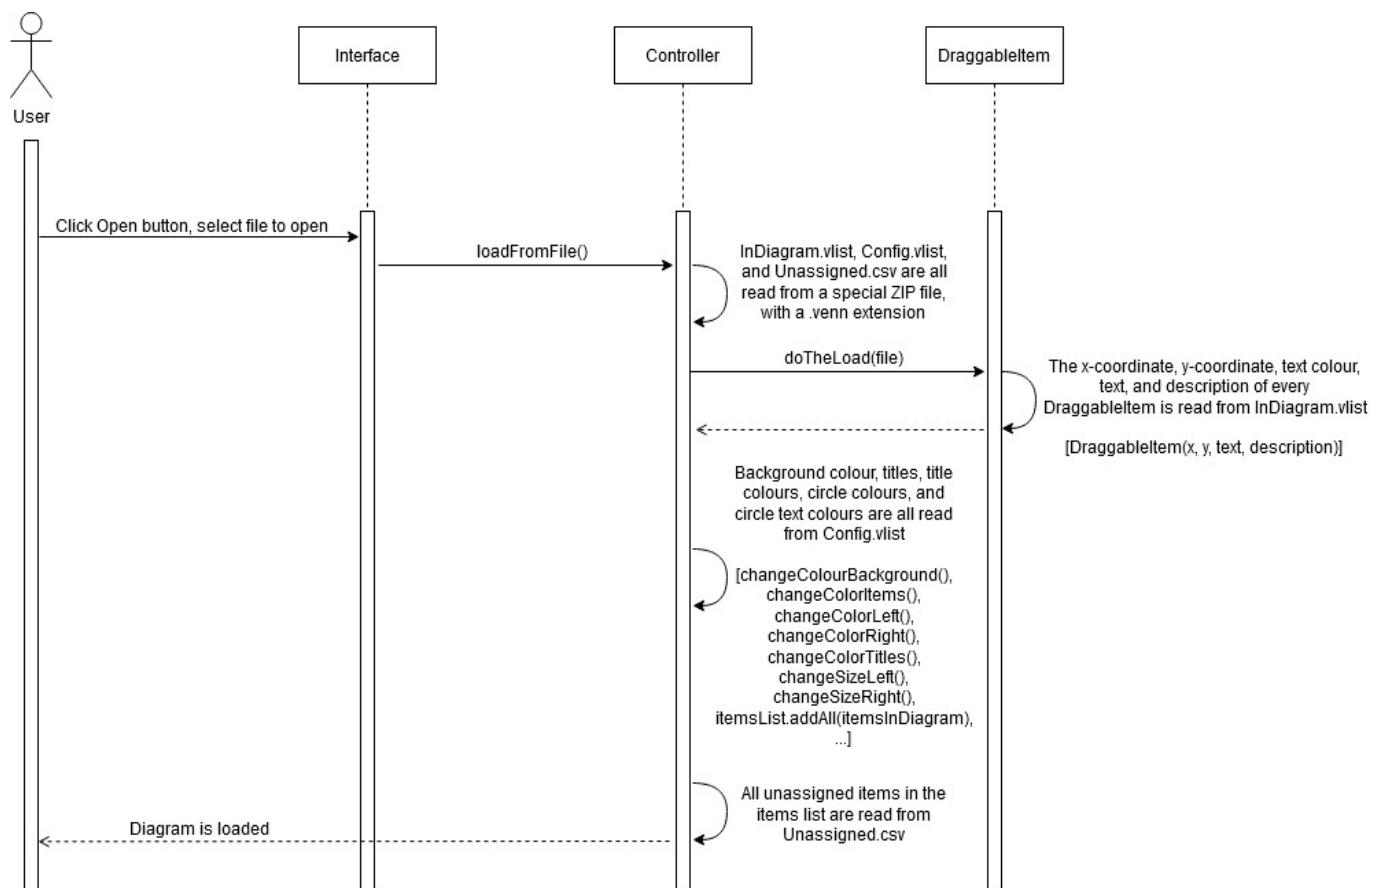 User
Interface
Controller
DraggableItem
Click Open button, select file to open
loadFromFile()
InDiagram.vlist, Config.vlist,
and Unassigned.csv are all
read from a special ZIP file,
with a .venn extension
doTheLoad(file)
The x-coordinate, y-coordinate, text colour,
text, and description of every
DraggableItem is read from InDiagram.vlist
[DraggableItem(x, y, text, description)]
Background colour, titles, title
colours, circle colours, and
circle text colours are all read
from Config.vlist
[changeColourBackground(),
changeColorItems(),
changeColorLeft(),
changeColorRight(),
changeColorTitles(),
changeSizeLeft(),
changeSizeRight(),
itemsList.addAll(itemsInDiagram),
...]
All unassigned items in the
items list are read from
Unassigned.csv
Diagram is loaded